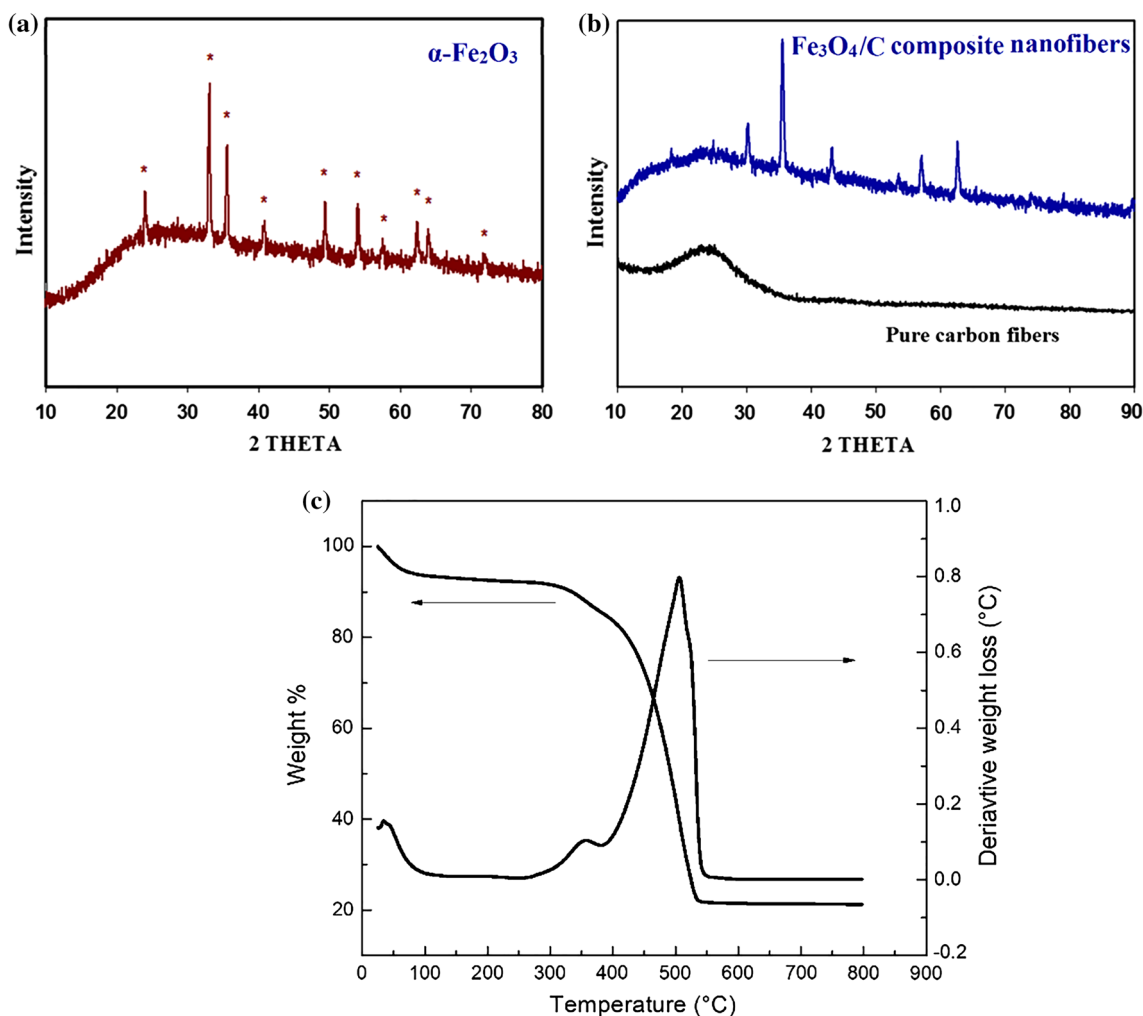 (a)
α-Fe₂O₃
* * * * * * * * * *
Intensity
10 20 30 40 50 60 70 80
2 THETA
(b)
Fe₃O₄/C composite nanofibers
Intensity
Pure carbon fibers
10 20 30 40 50 60 70 80 90
2 THETA
(c)
100
80
60
40
20
Weight %
1.0
0.8
0.6
0.4
0.2
0.0
-0.2
Deriavtive weight loss (°C)
0 100 200 300 400 500 600 700 800 900
Temperature (°C)